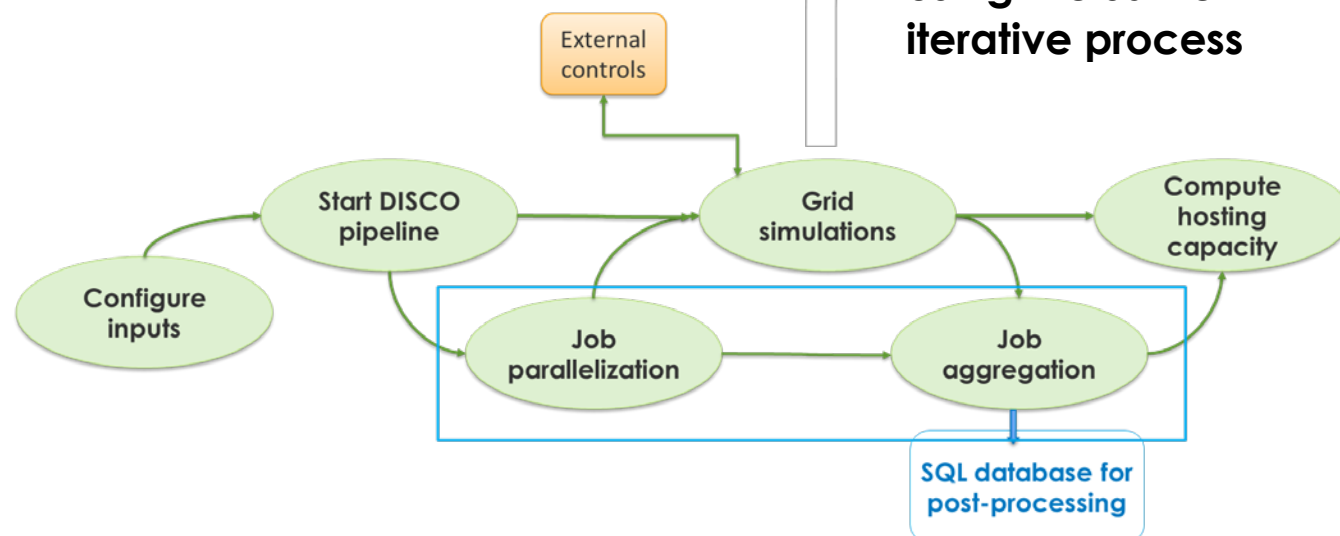 iterative process
External
controls
Start DISCO
pipeline
Grid
simulations
Compute
hosting
capacity
Configure
inputs
Job
parallelization
Job
aggregation
SQL database for
post-processing